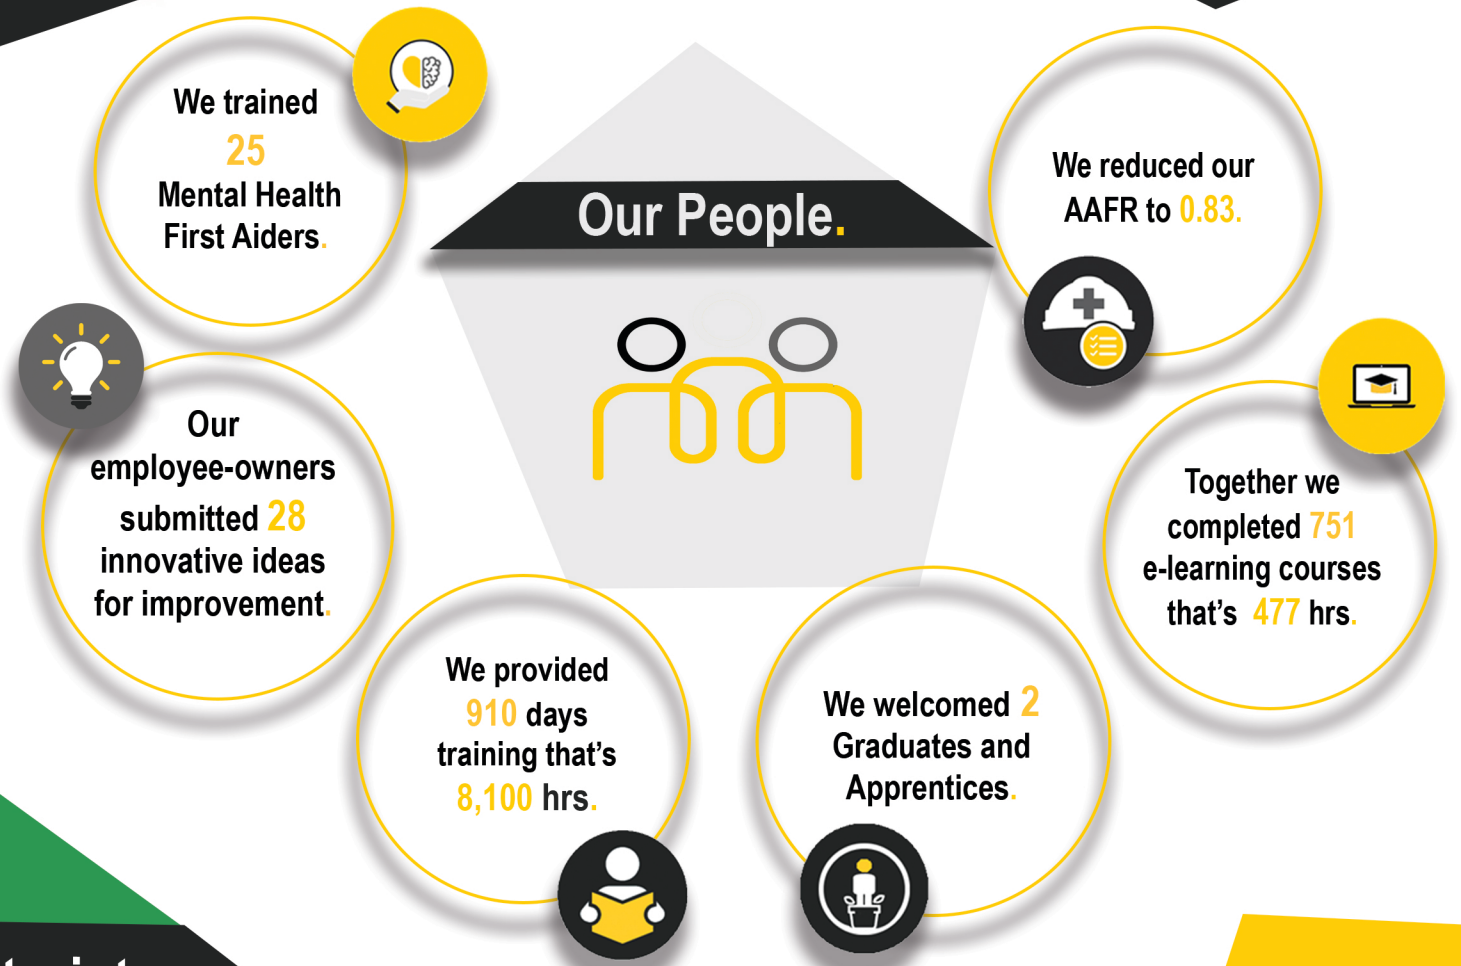 We trained
25
Mental Health
First Aiders.
Our People.
We reduced our
AAFR to 0.83.
Our
employee-owners
submitted 28
innovative ideas
for improvement.
Together we
completed 751
e-learning courses
that's 477 hrs.
We provided
910 days
training that's
8,100 hrs.
We welcomed 2
Graduates and
Apprentices.